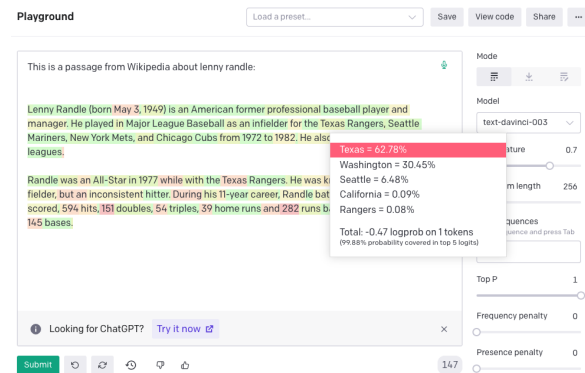 Playground
Load a preset...
Save
View code
Share
...
This is a passage from Wikipedia about lenny randle:
Lenny Randle (born May 3, 1949) is an American former professional baseball player and
manager. He played in Major League Baseball as an infielder for the Texas Rangers, Seattle
Mariners, New York Mets, and Chicago Cubs from 1972 to 1982. He also
leagues.
Randle was an All-Star in 1977 while with the Texas Rangers. He was
fielder, but an inconsistent hitter. During his 11-year career, Randle bat
scored, 594 hits, 151 doubles, 54 triples, 39 home runs and 282 runs
145 bases.
Texas = 62.78%
Washington = 30.45%
Seattle = 6.48%
California = 0.09%
Rangers = 0.08%
Total: -0.47 logprob on 1 tokens
(99.88% probability covered in top 5 logits)
Looking for ChatGPT? Try it now
Submit
147
Mode
Model
text-davinci-003
ature 0.7
m length 256
quences
uence and press Tab
Top P 1
Frequency penalty 0
Presence penalty 0